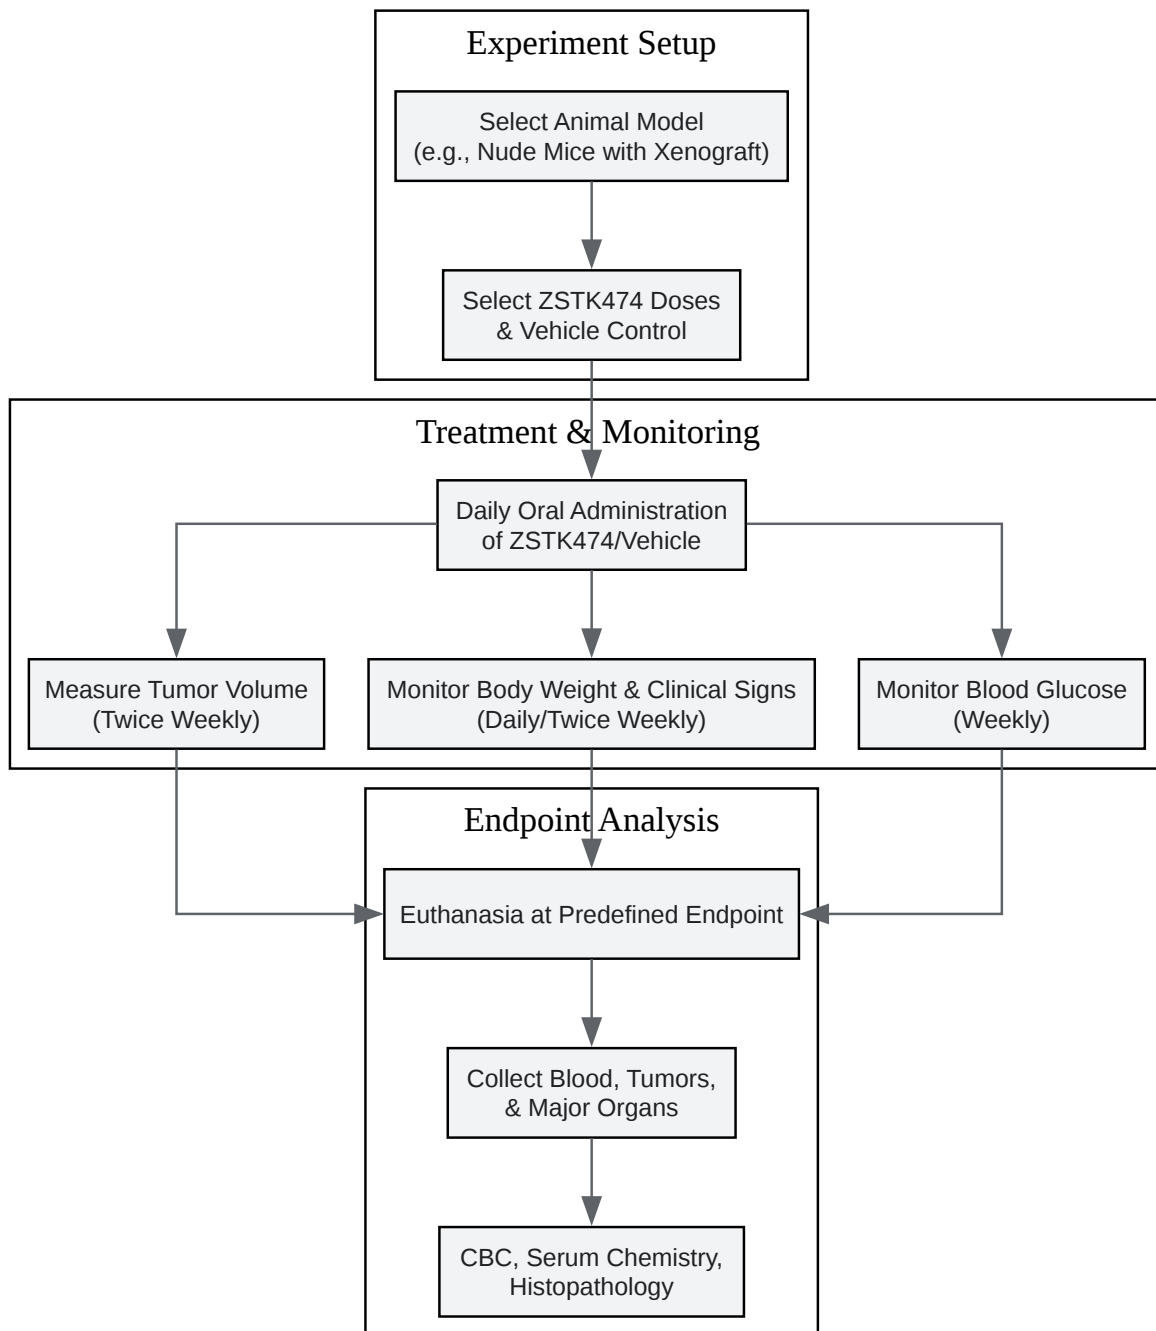 Experiment Setup
Select Animal Model
(e.g., Nude Mice with Xenograft)
Select ZSTK474 Doses
& Vehicle Control
Treatment & Monitoring
Daily Oral Administration
of ZSTK474/Vehicle
Measure Tumor Volume
(Twice Weekly)
Monitor Body Weight & Clinical Signs
(Daily/Twice Weekly)
Monitor Blood Glucose
(Weekly)
Endpoint Analysis
Euthanasia at Predefined Endpoint
Collect Blood, Tumors,
& Major Organs
CBC, Serum Chemistry,
Histopathology